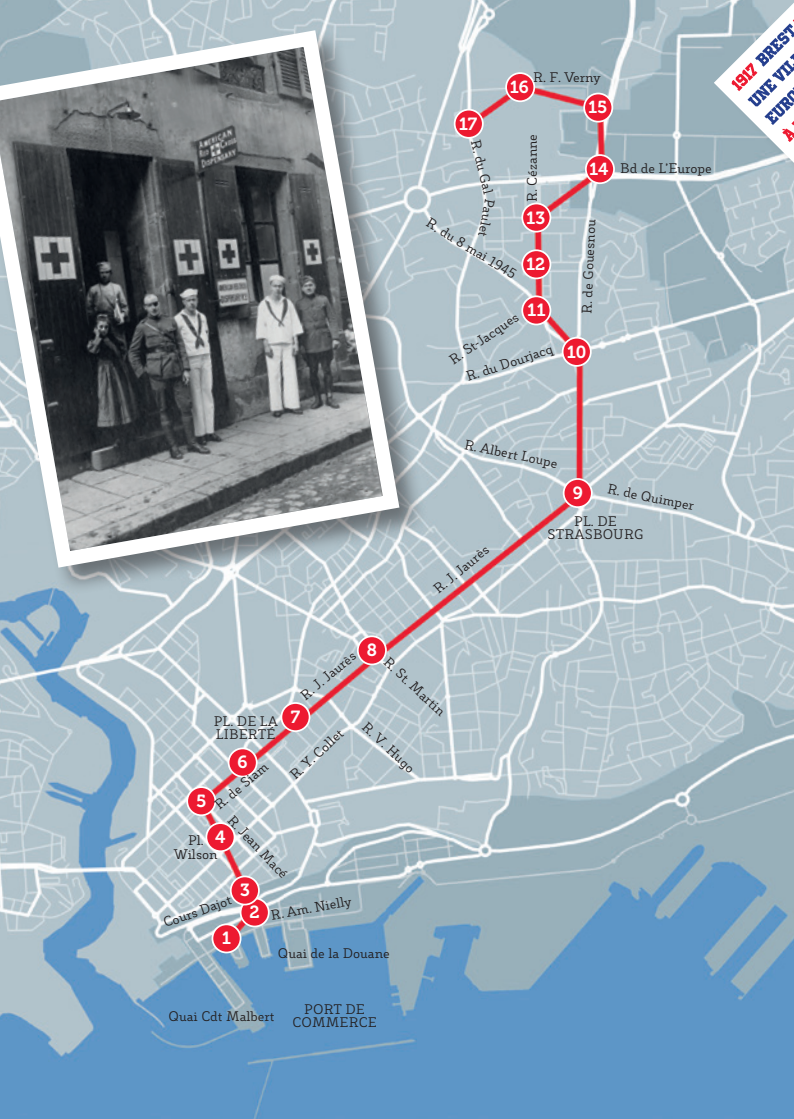 1917 BREST
UNE VIL
EURO
À
AMERICAN
RED CROSS
DISPENSARY
16
R. F. Verny
15
17
14
Bd de L'Europe
R. Cézanne
R. du Gal Paulet
13
R. du 8 mai 1945
12
R. de Gouesnou
11
R. St-Jacques
10
R. du Dourjacq
R. Albert Loupe
9
R. de Quimper
PL. DE
STRASBOURG
R. J. Jaurès
8
R. J. Jaurès
R. St. Martin
7
PL. DE LA
LIBERTÉ
R. Y. Collet
R. V. Hugo
6
R. de Siam
5
4
Pl.
Wilson
R. Jean Macé
3
Cours Dajot
2
R. Am. Nielly
1
Quai de la Douane
Quai Cdt Malbert
PORT DE
COMMERCE